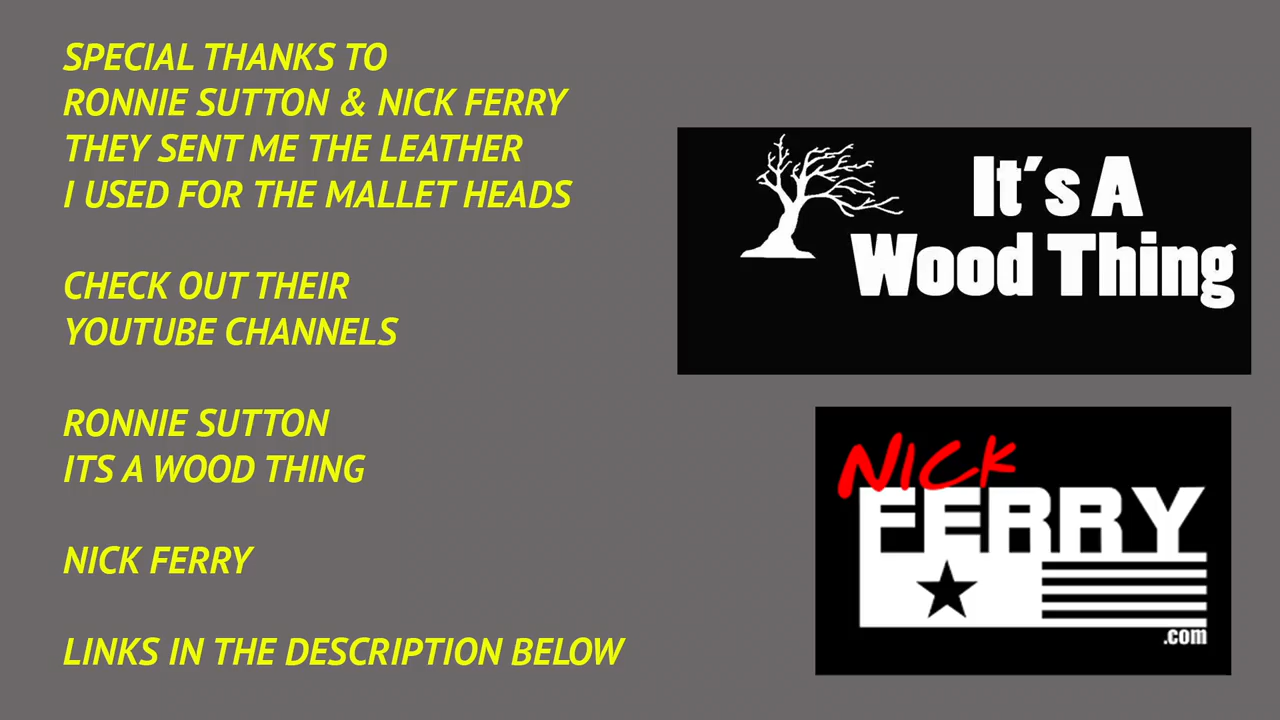 SPECIAL THANKS TO
RONNIE SUTTON & NICK FERRY
THEY SENT ME THE LEATHER
I USED FOR THE MALLET HEADS
CHECK OUT THEIR
YOUTUBE CHANNELS
RONNIE SUTTON
ITS A WOOD THING
NICK FERRY
LINKS IN THE DESCRIPTION BELOW
It's A
Wood Thing
NICK
FERRY
.com